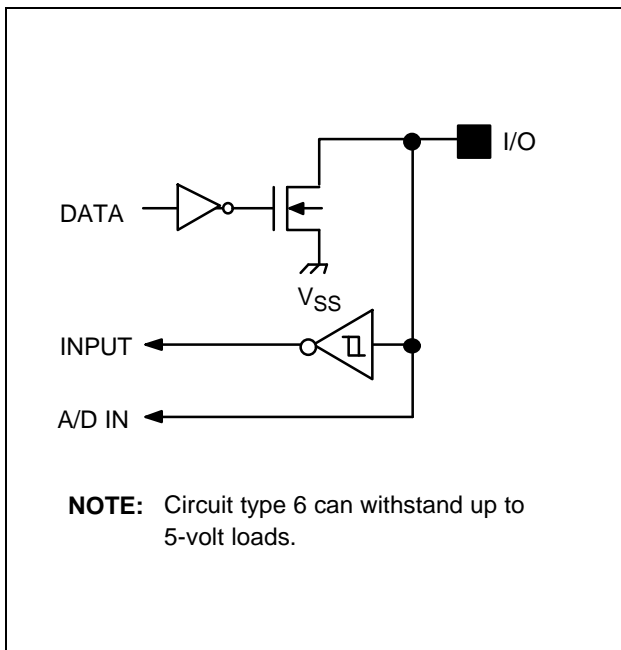 I/O
DATA
VSS
INPUT
A/D IN
NOTE: Circuit type 6 can withstand up to
5-volt loads.